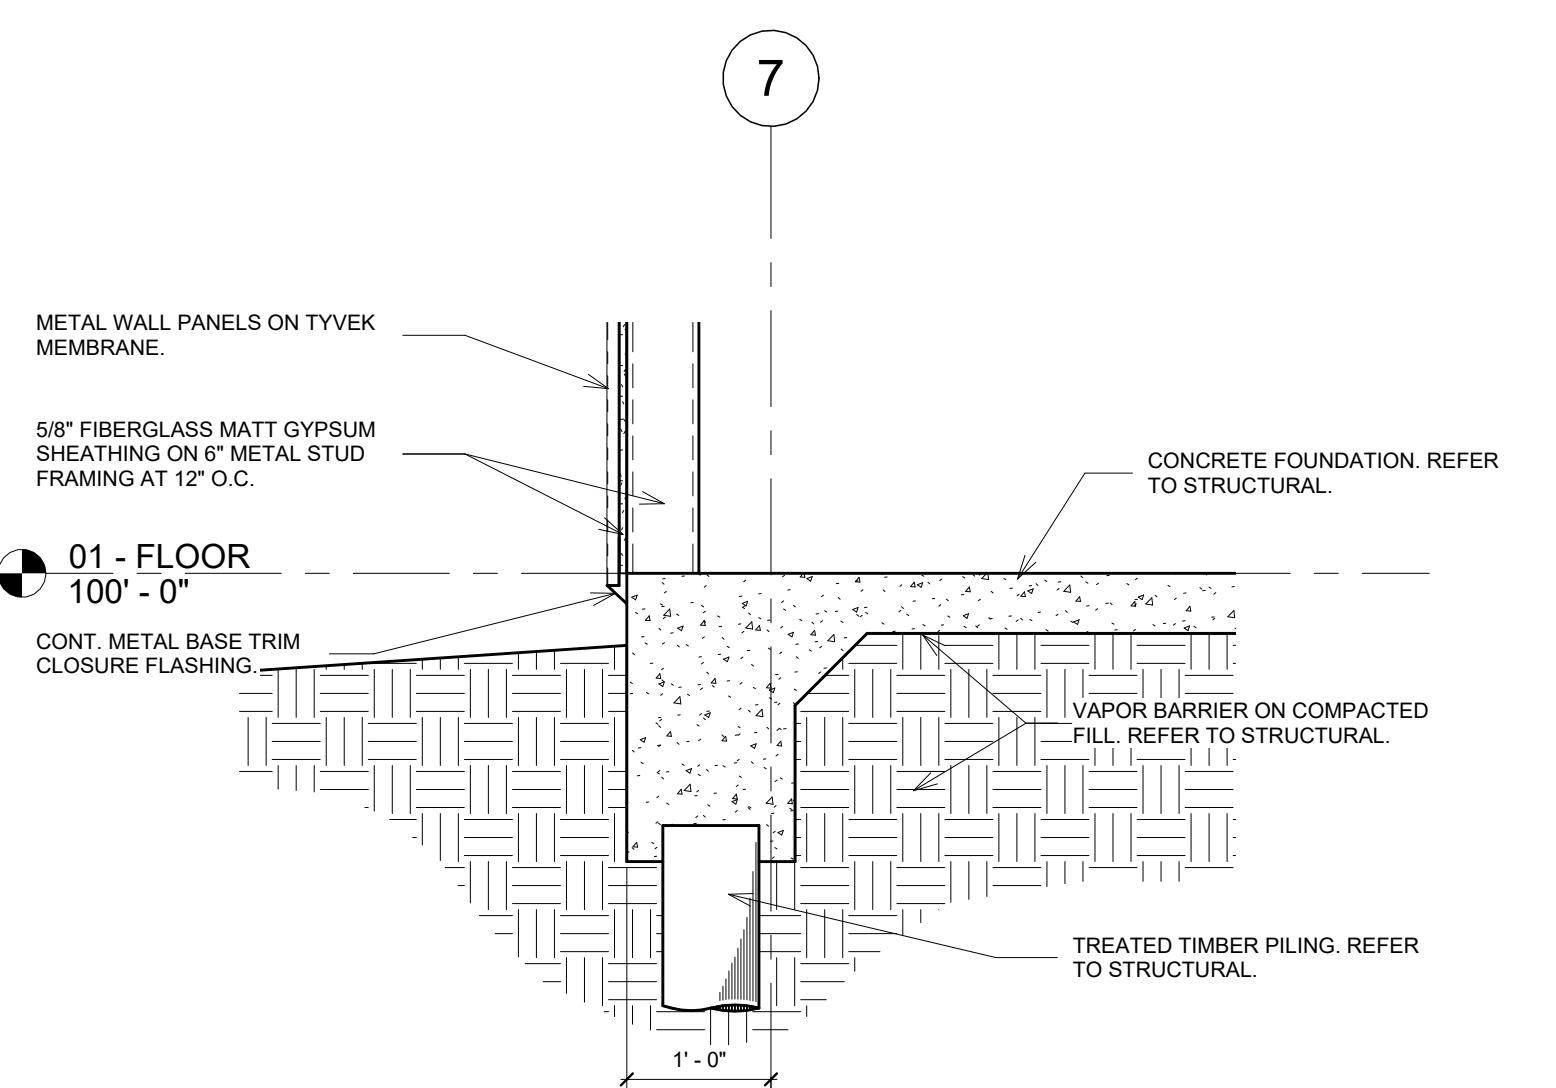 7
METAL WALL PANELS ON TYVEK
MEMBRANE.
5/8" FIBERGLASS MATT GYPSUM
SHEATHING ON 6" METAL STUD
FRAMING AT 12" O.C.
CONCRETE FOUNDATION. REFER
TO STRUCTURAL.
01 - FLOOR
100' - 0"
CONT. METAL BASE TRIM
CLOSURE FLASHING.
VAPOR BARRIER ON COMPACTED
FILL. REFER TO STRUCTURAL.
TREATED TIMBER PILING. REFER
TO STRUCTURAL.
1' - 0"